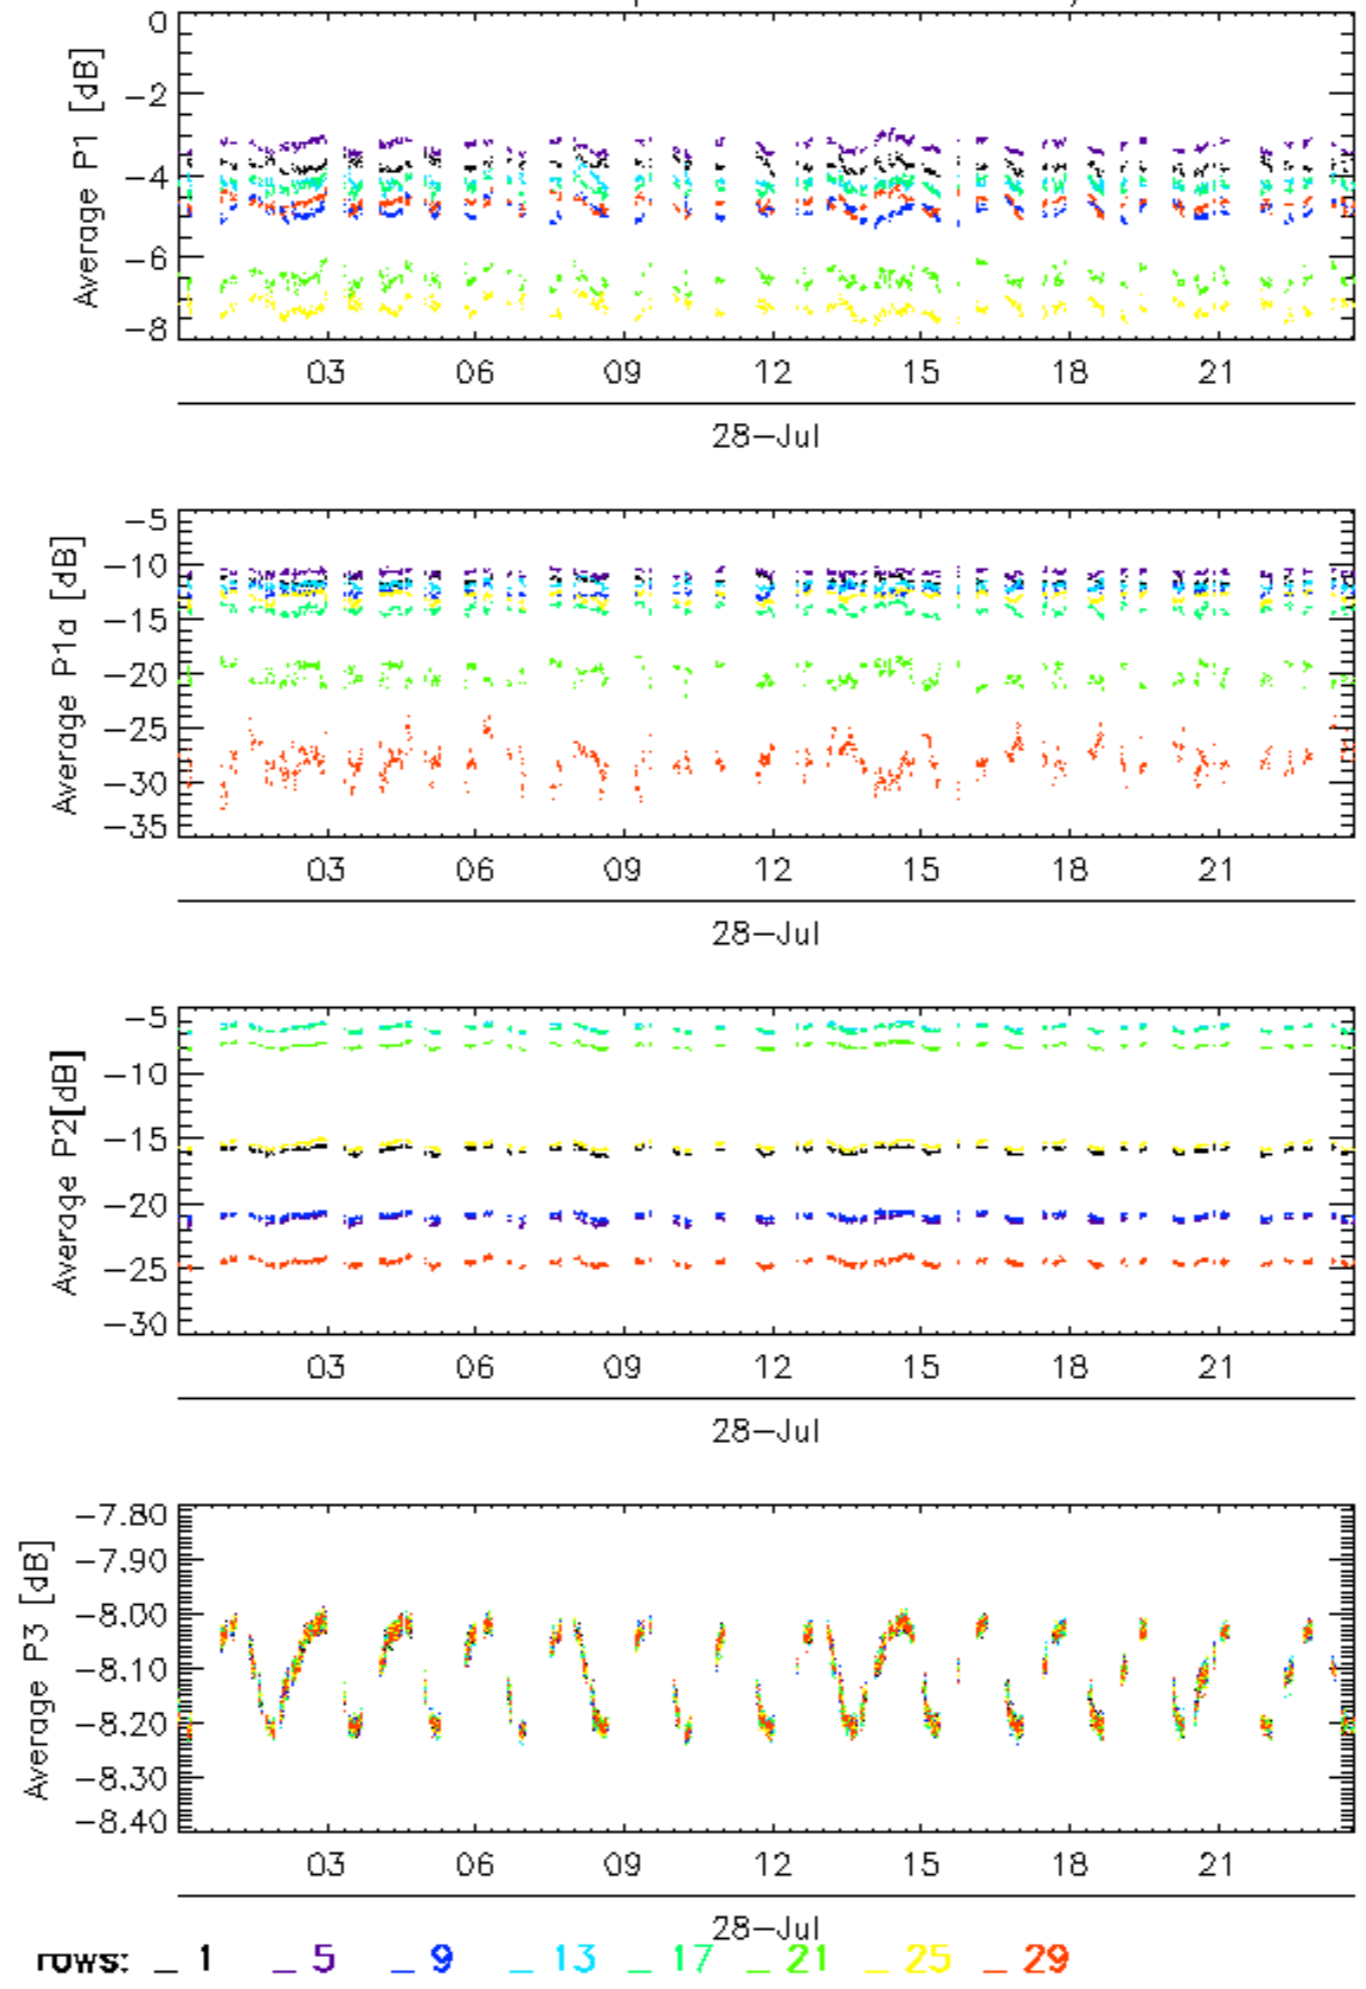 0
−2
−4
−6
−8
Average P1 [dB]
03 06 09 12 15 18 21
28−Jul
−5
−10
−15
−20
−25
−30
−35
Average P1a [dB]
03 06 09 12 15 18 21
28−Jul
−5
−10
−15
−20
−25
−30
Average P2[dB]
03 06 09 12 15 18 21
28−Jul
−7.80
−7.90
−8.00
−8.10
−8.20
−8.30
−8.40
Average P3 [dB]
03 06 09 12 15 18 21
28−Jul
rows: _ 1 _ 5 _ 9 _ 13 _ 17 _ 21 _ 25 _ 29